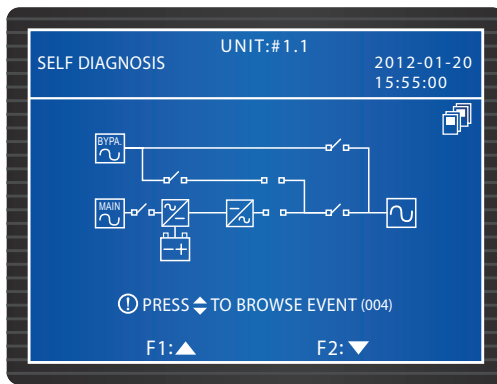 UNIT:#1.1
SELF DIAGNOSIS
2012-01-20
15:55:00
BYPA.
MAIN
PRESS TO BROWSE EVENT (004)
F1:▲ F2:▼